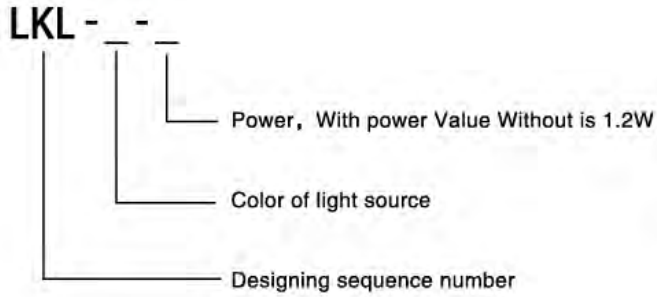 LKL-_-_
Power, With power Value Without is 1.2W
Color of light source
Designing sequence number